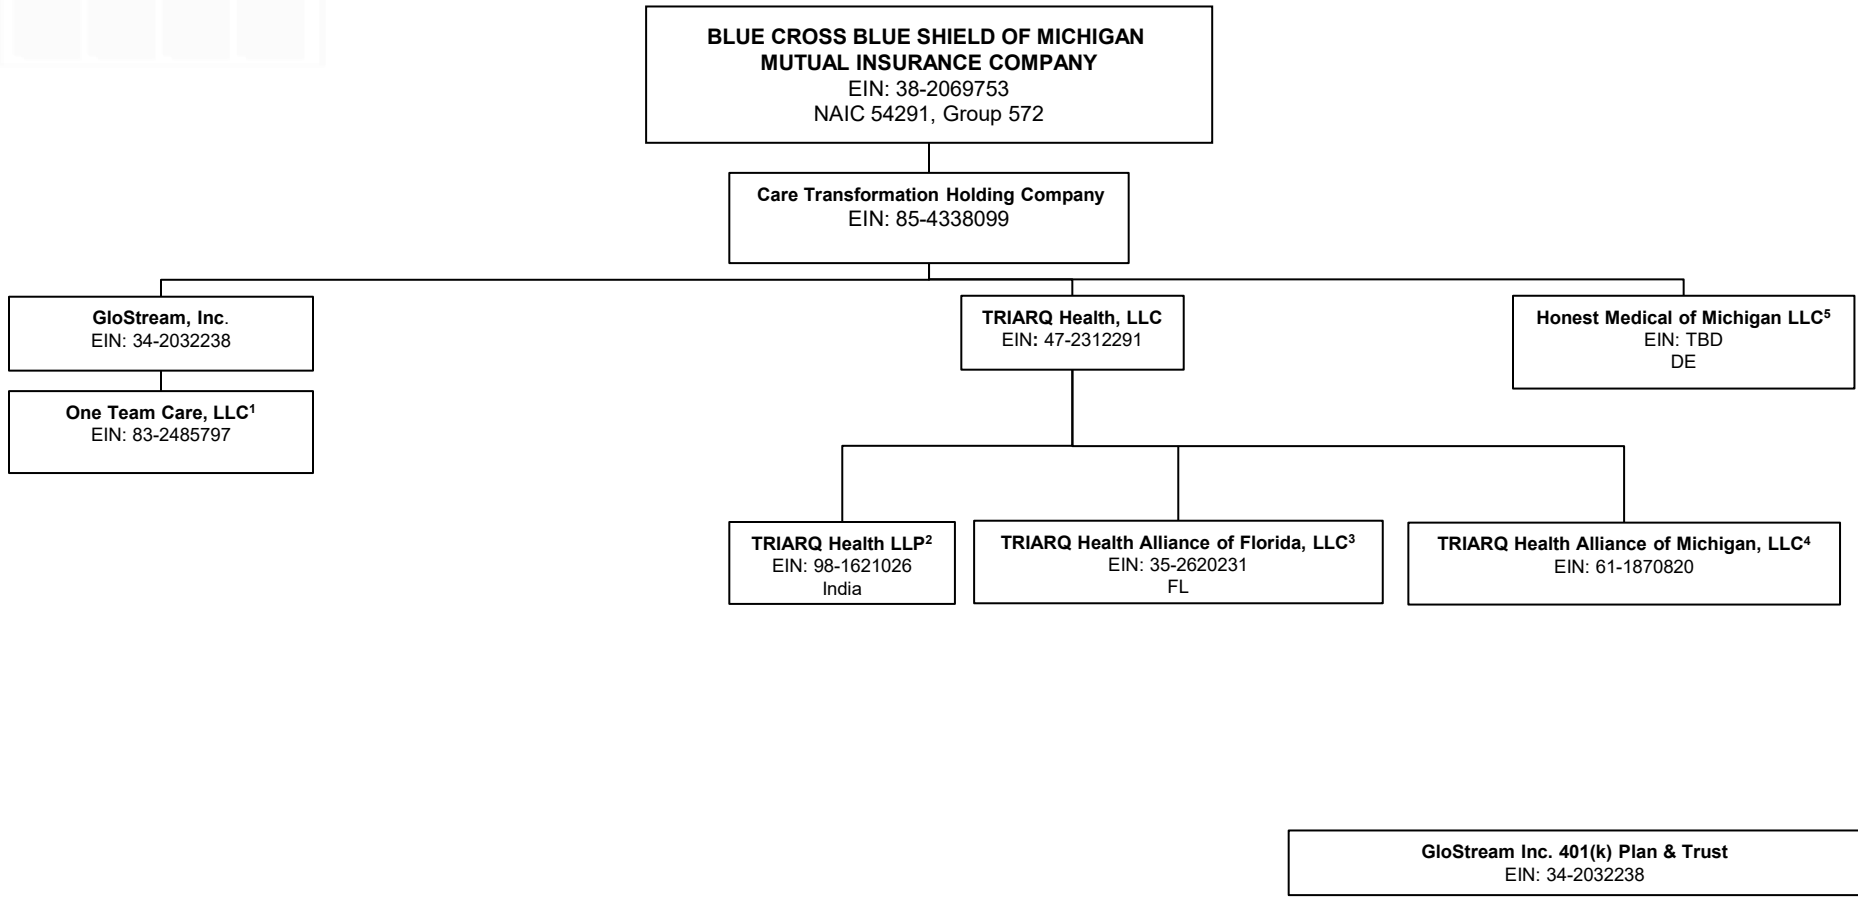 BLUE CROSS BLUE SHIELD OF MICHIGAN
MUTUAL INSURANCE COMPANY
EIN: 38-2069753
NAIC 54291, Group 572
Care Transformation Holding Company
EIN: 85-4338099
GloStream, Inc.
EIN: 34-2032238
TRIARQ Health, LLC
EIN: 47-2312291
Honest Medical of Michigan LLC⁵
EIN: TBD
DE
One Team Care, LLC¹
EIN: 83-2485797
TRIARQ Health LLP²
EIN: 98-1621026
India
TRIARQ Health Alliance of Florida, LLC³
EIN: 35-2620231
FL
TRIARQ Health Alliance of Michigan, LLC⁴
EIN: 61-1870820
GloStream Inc. 401(k) Plan & Trust
EIN: 34-2032238